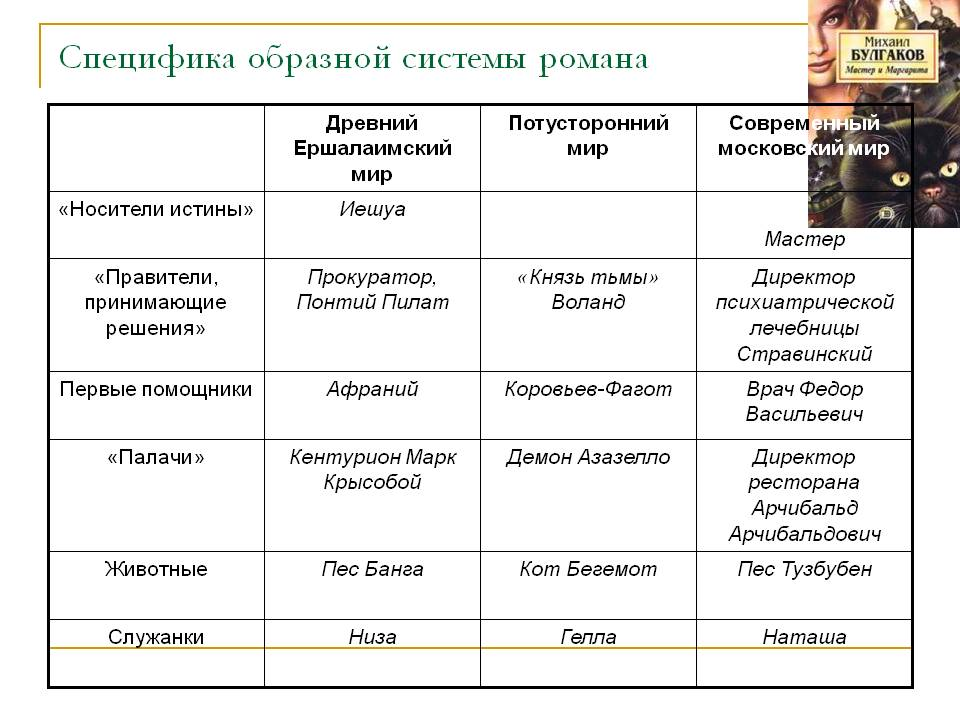 Специфика образной системы романа
Михаил
БУЛГАКОВ
Мастер и Маргарита
Древний Ершалаимский мир
Потусторонний мир
Современный московский мир
«Носители истины»
Иешуа
Мастер
«Правители, принимающие решения»
Прокуратор, Понтий Пилат
«Князь тьмы» Воланд
Директор психиатрической лечебницы Стравинский
Первые помощники
Афраний
Коровьев-Фагот
Врач Федор Васильевич
«Палачи»
Кентурион Марк Крысобой
Демон Азазелло
Директор ресторана Арчибальд Арчибальдович
Животные
Пес Банга
Кот Бегемот
Пес Тузбубен
Служанки
Низа
Гелла
Наташа